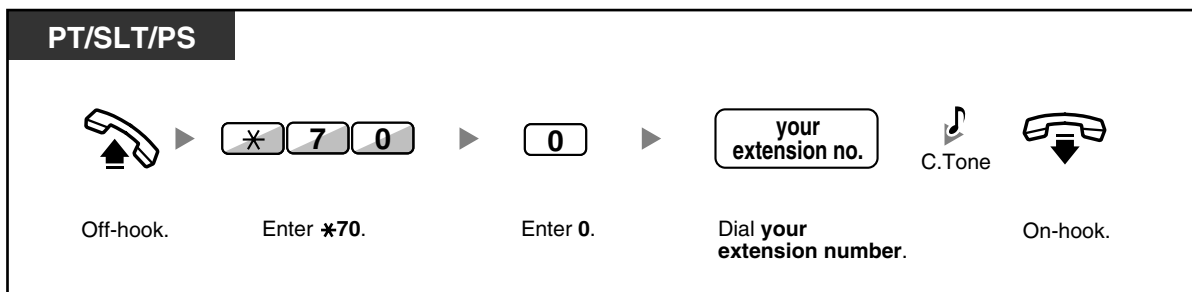 PT/SLT/PS
✳ 7 0
0
your
extension no.
C.Tone
Off-hook.
Enter ✳70.
Enter 0.
Dial your
extension number.
On-hook.